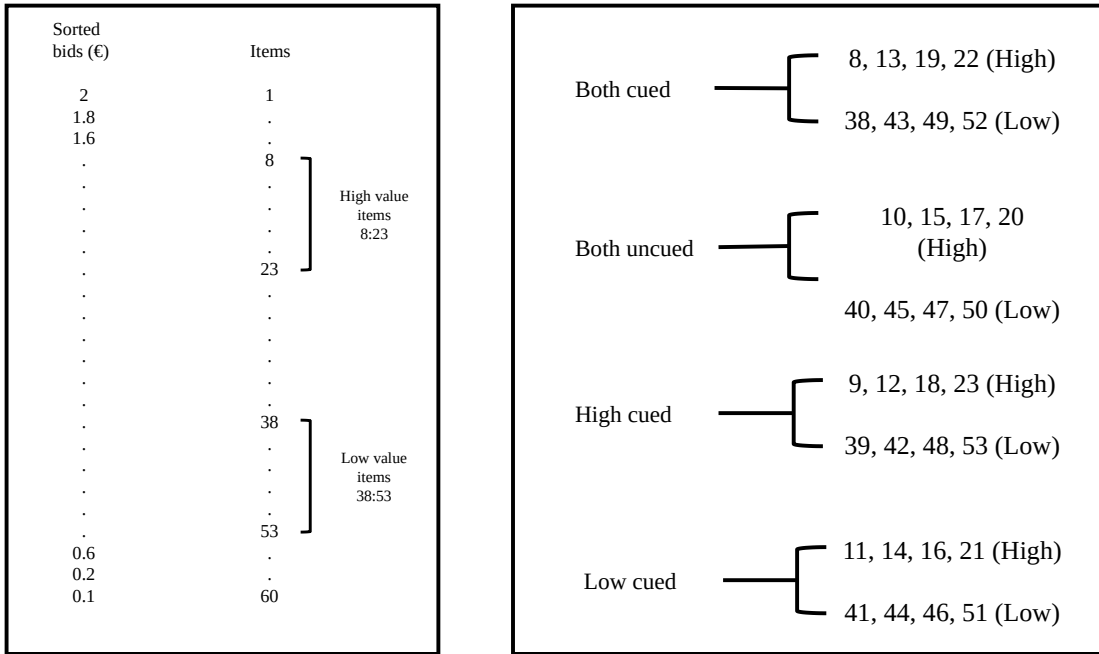 Sorted
bids (€)
Items
2
1
1.8
.
1.6
.
.
8
.
.
.
.
.
.
.
.
.
23
High value
items
8:23
.
.
.
.
.
.
.
.
.
.
.
.
.
38
.
.
.
.
.
.
.
.
.
53
Low value
items
38:53
0.6
.
0.2
.
0.1
60
Both cued
8, 13, 19, 22 (High)
38, 43, 49, 52 (Low)
Both uncued
10, 15, 17, 20
(High)
40, 45, 47, 50 (Low)
High cued
9, 12, 18, 23 (High)
39, 42, 48, 53 (Low)
Low cued
11, 14, 16, 21 (High)
41, 44, 46, 51 (Low)